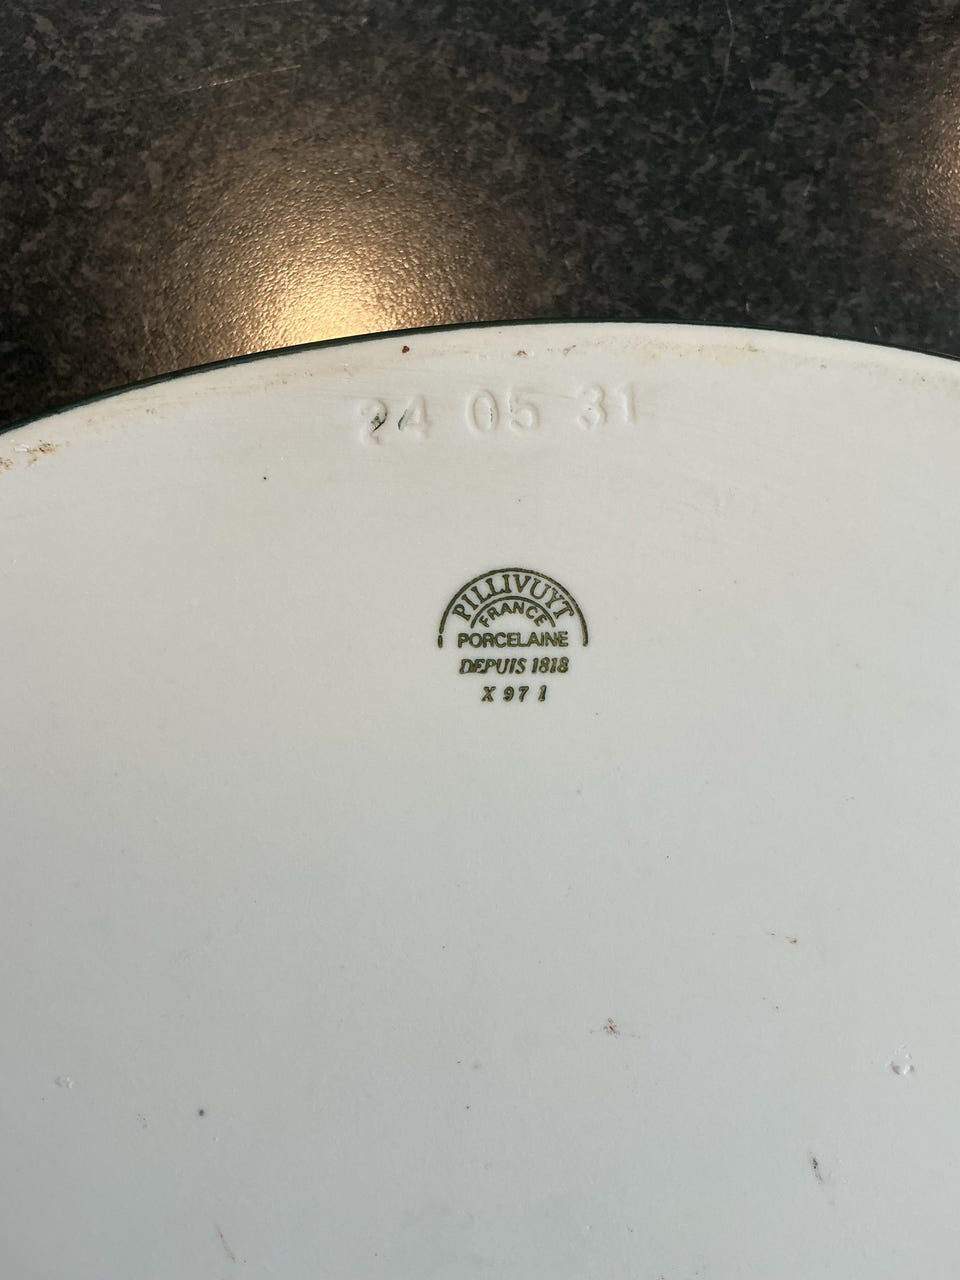 24 05 31
PILLIVUYT
FRANCE
PORCELAINE
DEPUIS 1818
X 97 1